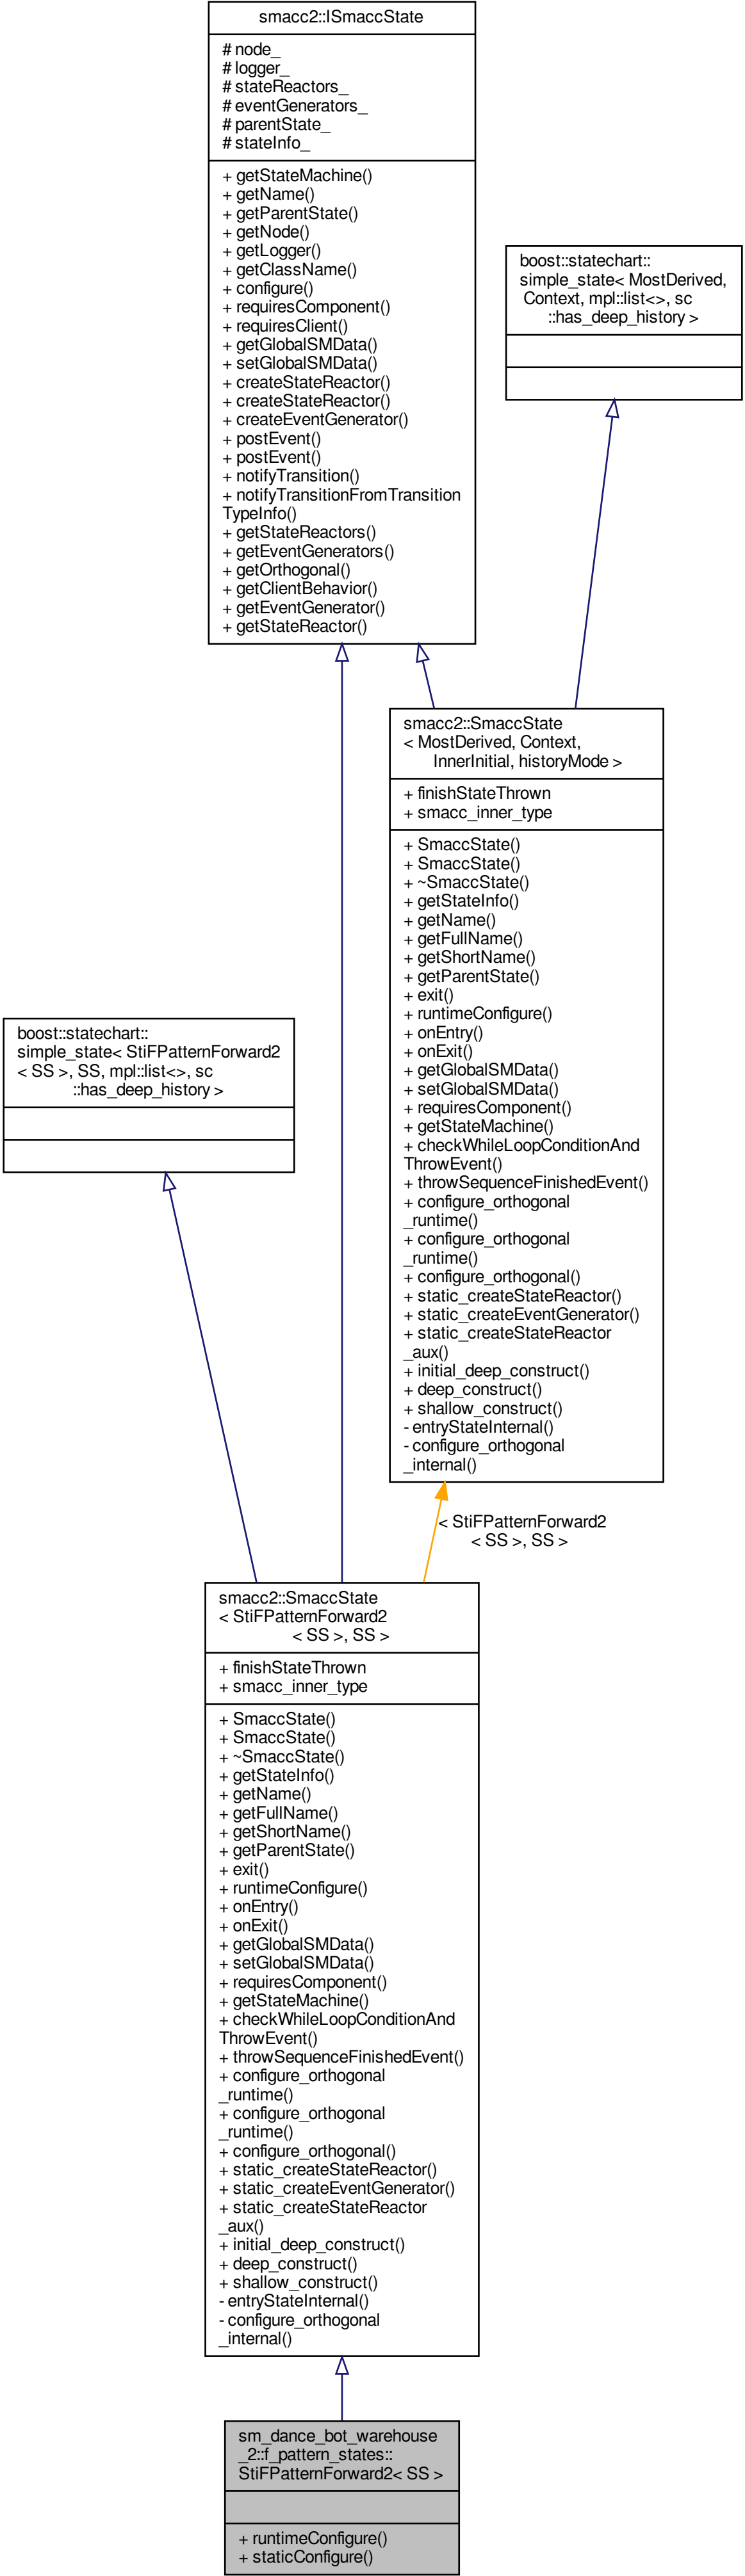 smacc2::ISmaccState
# node_
# logger_
# stateReactors_
# eventGenerators_
# parentState_
# stateInfo_
+ getStateMachine()
+ getName()
+ getParentState()
+ getNode()
+ getLogger()
+ getClassName()
+ configure()
+ requiresComponent()
+ requiresClient()
+ getGlobalSMData()
+ setGlobalSMData()
+ createStateReactor()
+ createStateReactor()
+ createEventGenerator()
+ postEvent()
+ postEvent()
+ notifyTransition()
+ notifyTransitionFromTransition
TypeInfo()
+ getStateReactors()
+ getEventGenerators()
+ getOrthogonal()
+ getClientBehavior()
+ getEventGenerator()
+ getStateReactor()
boost::statechart::
simple_state< MostDerived,
Context, mpl::list<>, sc
::has_deep_history >
smacc2::SmaccState
< MostDerived, Context,
InnerInitial, historyMode >
+ finishStateThrown
+ smacc_inner_type
+ SmaccState()
+ SmaccState()
+ ~SmaccState()
+ getStateInfo()
+ getName()
+ getFullName()
+ getShortName()
+ getParentState()
+ exit()
+ runtimeConfigure()
+ onEntry()
+ onExit()
+ getGlobalSMData()
+ setGlobalSMData()
+ requiresComponent()
+ getStateMachine()
+ checkWhileLoopConditionAnd
ThrowEvent()
+ throwSequenceFinishedEvent()
+ configure_orthogonal
_runtime()
+ configure_orthogonal
_runtime()
+ configure_orthogonal()
+ static_createStateReactor()
+ static_createEventGenerator()
+ static_createStateReactor
_aux()
+ initial_deep_construct()
+ deep_construct()
+ shallow_construct()
- entryStateInternal()
- configure_orthogonal
_internal()
boost::statechart::
simple_state< StiFPatternForward2
< SS >, SS, mpl::list<>, sc
::has_deep_history >
< StiFPatternForward2
< SS >, SS >
smacc2::SmaccState
< StiFPatternForward2
< SS >, SS >
+ finishStateThrown
+ smacc_inner_type
+ SmaccState()
+ SmaccState()
+ ~SmaccState()
+ getStateInfo()
+ getName()
+ getFullName()
+ getShortName()
+ getParentState()
+ exit()
+ runtimeConfigure()
+ onEntry()
+ onExit()
+ getGlobalSMData()
+ setGlobalSMData()
+ requiresComponent()
+ getStateMachine()
+ checkWhileLoopConditionAnd
ThrowEvent()
+ throwSequenceFinishedEvent()
+ configure_orthogonal
_runtime()
+ configure_orthogonal
_runtime()
+ configure_orthogonal()
+ static_createStateReactor()
+ static_createEventGenerator()
+ static_createStateReactor
_aux()
+ initial_deep_construct()
+ deep_construct()
+ shallow_construct()
- entryStateInternal()
- configure_orthogonal
_internal()
sm_dance_bot_warehouse
_2::f_pattern_states::
StiFPatternForward2< SS >
+ runtimeConfigure()
+ staticConfigure()